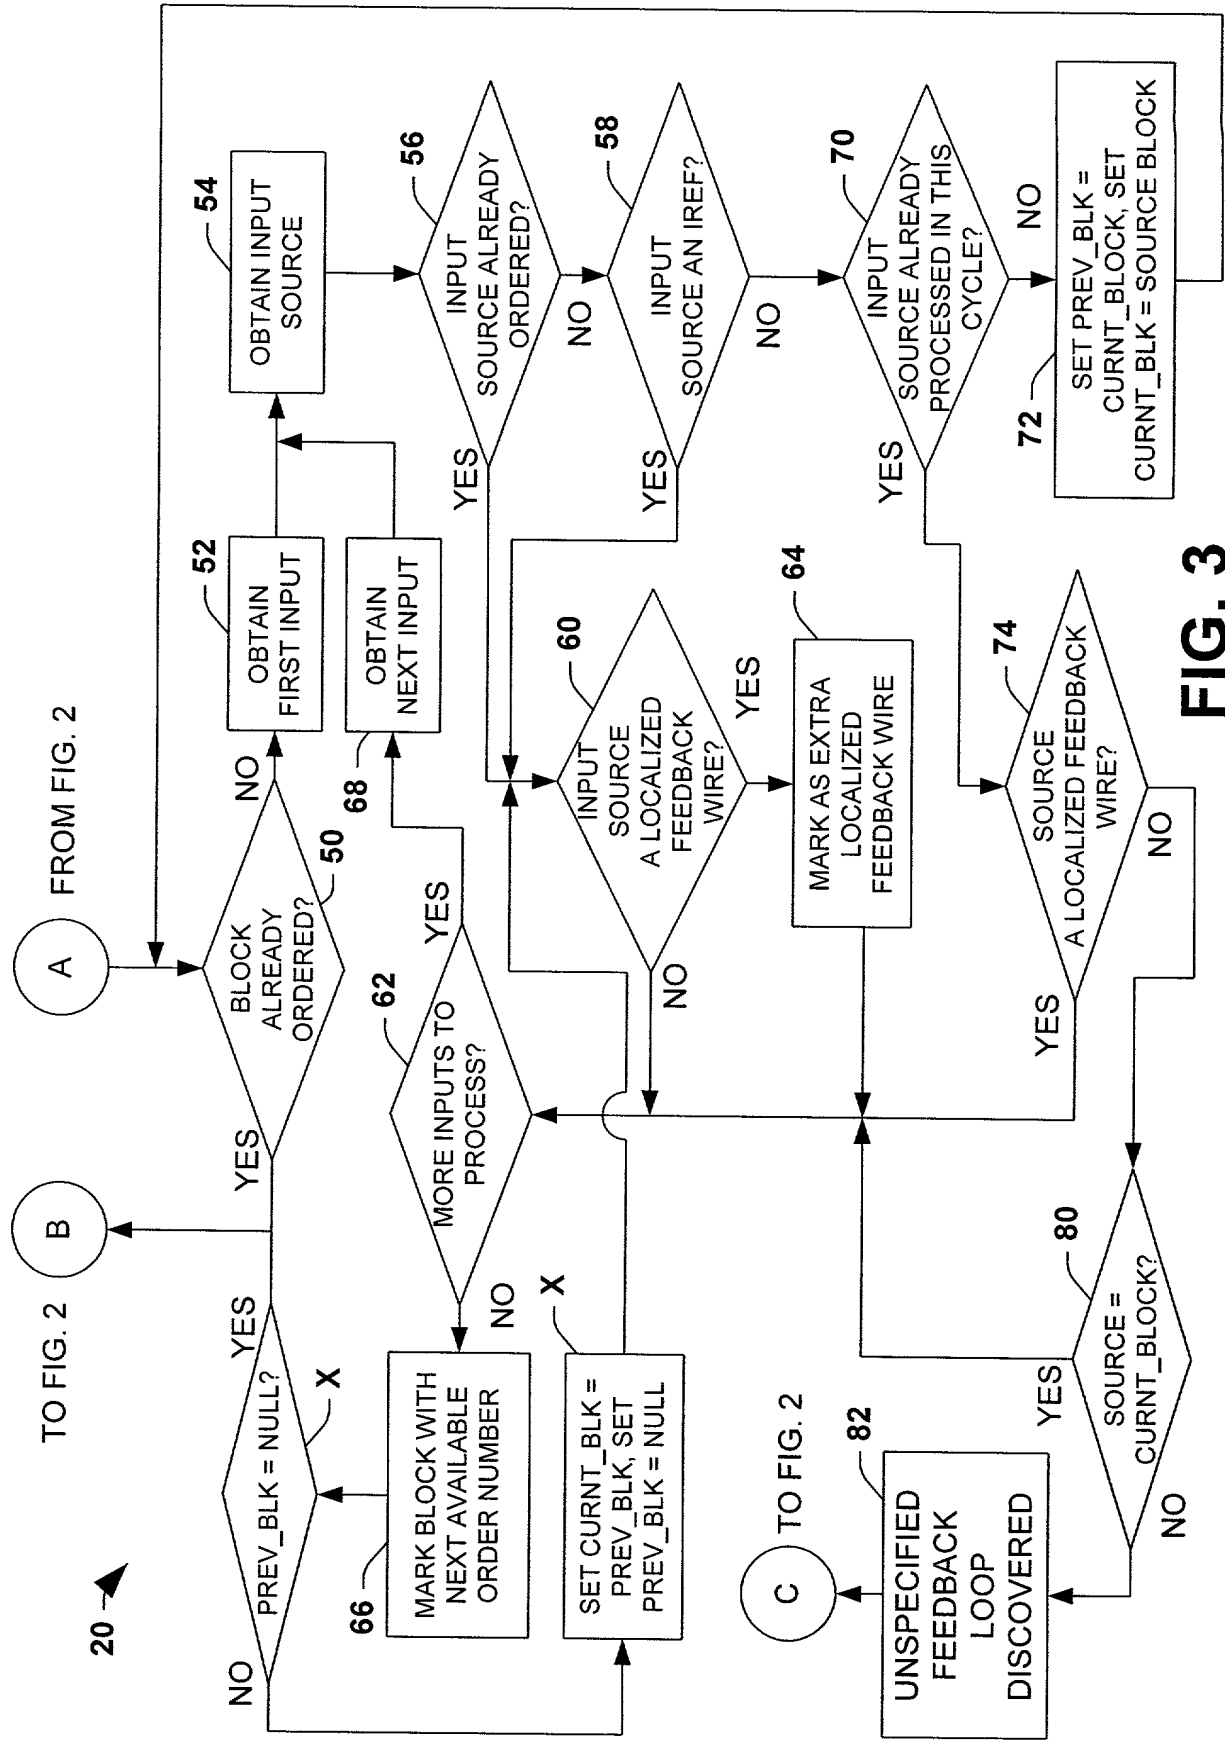 20
TO FIG. 2
B
A
FROM FIG. 2
NO
PREV_BLK = NULL?
YES
X
YES
BLOCK
ALREADY
ORDERED?
50
NO
OBTAIN
FIRST INPUT
52
OBTAIN INPUT
SOURCE
54
66
MARK BLOCK WITH
NEXT AVAILABLE
ORDER NUMBER
NO
MORE INPUTS TO
PROCESS?
62
YES
68
OBTAIN
NEXT INPUT
INPUT
SOURCE ALREADY
ORDERED?
56
YES
NO
SET CURNT_BLK =
PREV_BLK, SET
PREV_BLK = NULL
X
INPUT
SOURCE
A LOCALIZED
FEEDBACK
WIRE?
60
NO
YES
INPUT
SOURCE AN IREF?
58
YES
NO
MARK AS EXTRA
LOCALIZED
FEEDBACK WIRE
64
INPUT
SOURCE ALREADY
PROCESSED IN THIS
CYCLE?
70
YES
NO
C
TO FIG. 2
UNSPECIFIED
FEEDBACK
LOOP
DISCOVERED
82
SOURCE =
CURNT_BLOCK?
80
YES
NO
SOURCE
A LOCALIZED FEEDBACK
WIRE?
74
YES
NO
72
SET PREV_BLK =
CURNT_BLOCK, SET
CURNT_BLK = SOURCE BLOCK
FIG. 3